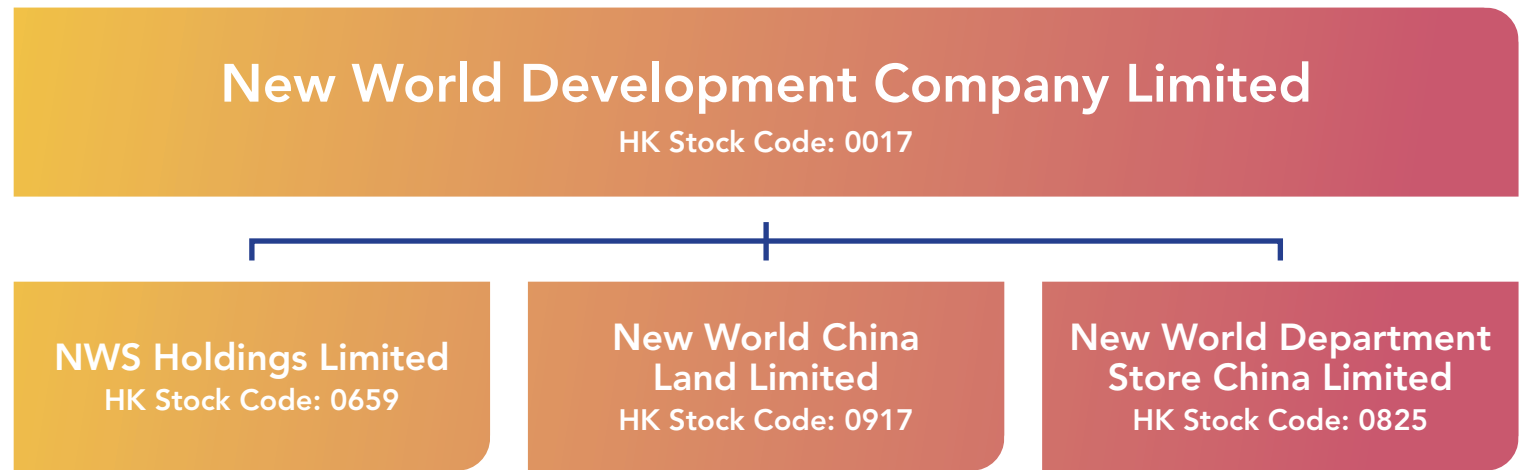 New World Development Company Limited
HK Stock Code: 0017
NWS Holdings Limited
HK Stock Code: 0659
New World China
Land Limited
HK Stock Code: 0917
New World Department
Store China Limited
HK Stock Code: 0825